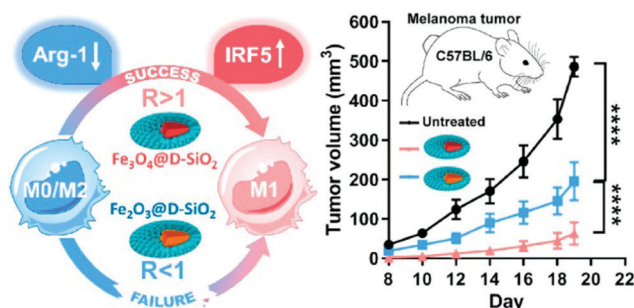 Arg-1↓
IRF5↑
SUCCESS
R>1
Fe₃O₄@D-SiO₂
M0/M2
M1
Fe₂O₃@D-SiO₂
R<1
FAILURE
Melanoma tumor
C57BL/6
Untreated
Tumor volume (mm³)
600
500
400
300
200
100
0
8 10 12 14 16 18 20 22
Day
****
****